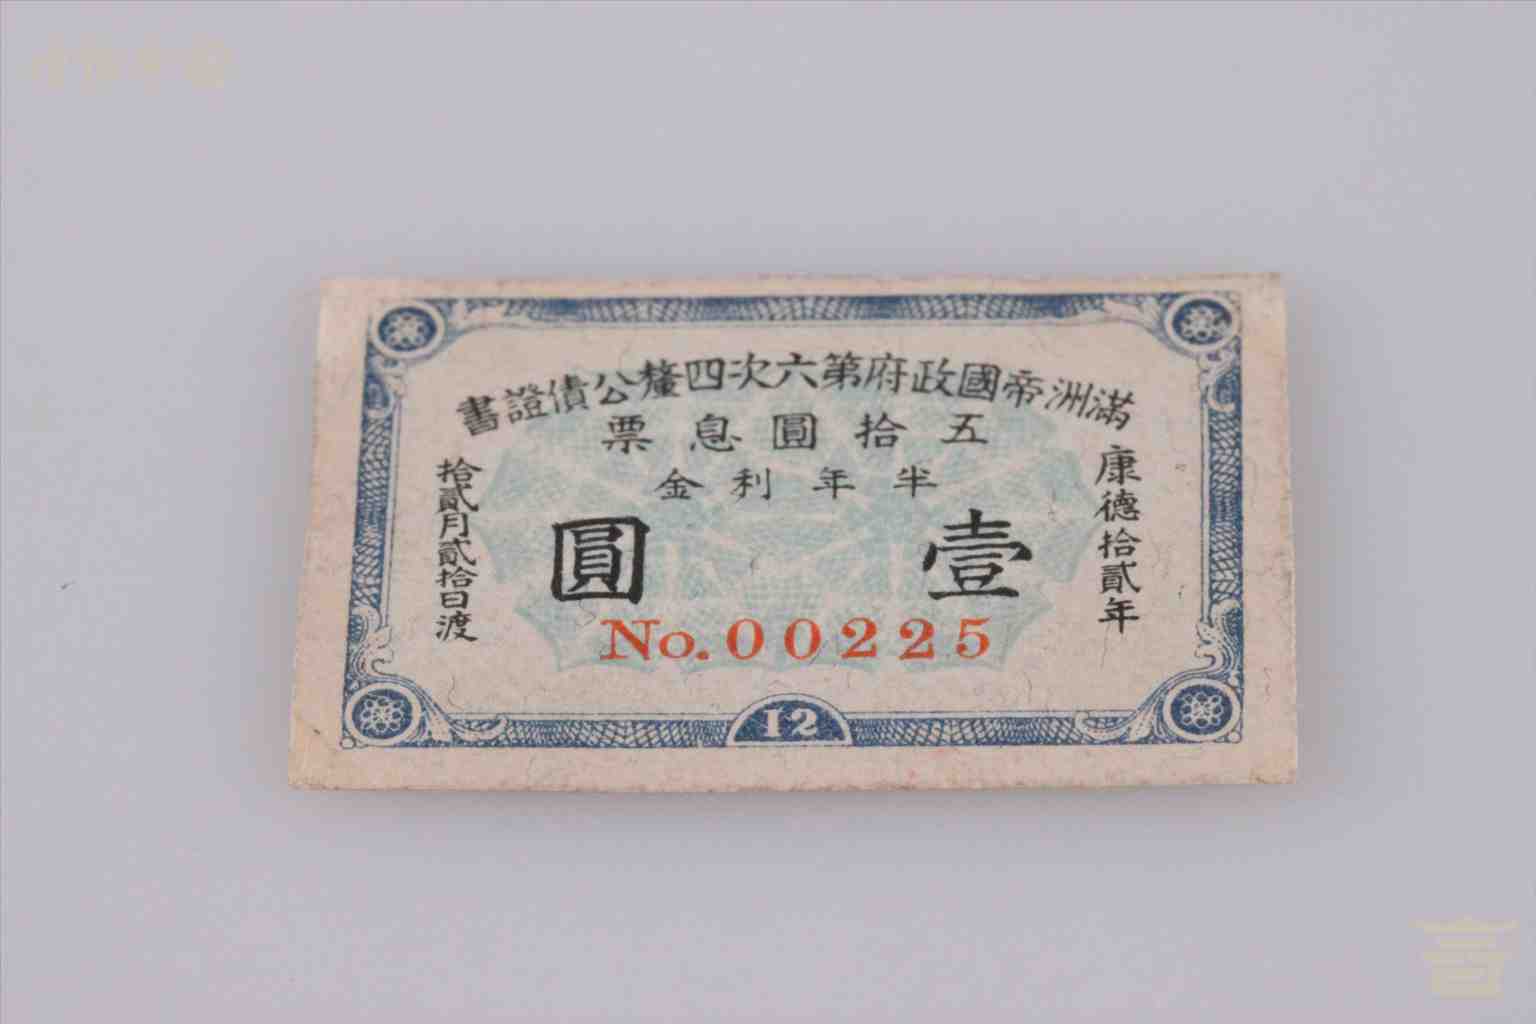 滿洲帝國政府第六次四釐公債證書
五拾圓息票
半年利金
壹圓
康德拾貳年
拾貳月貳拾日渡
No.00225
12